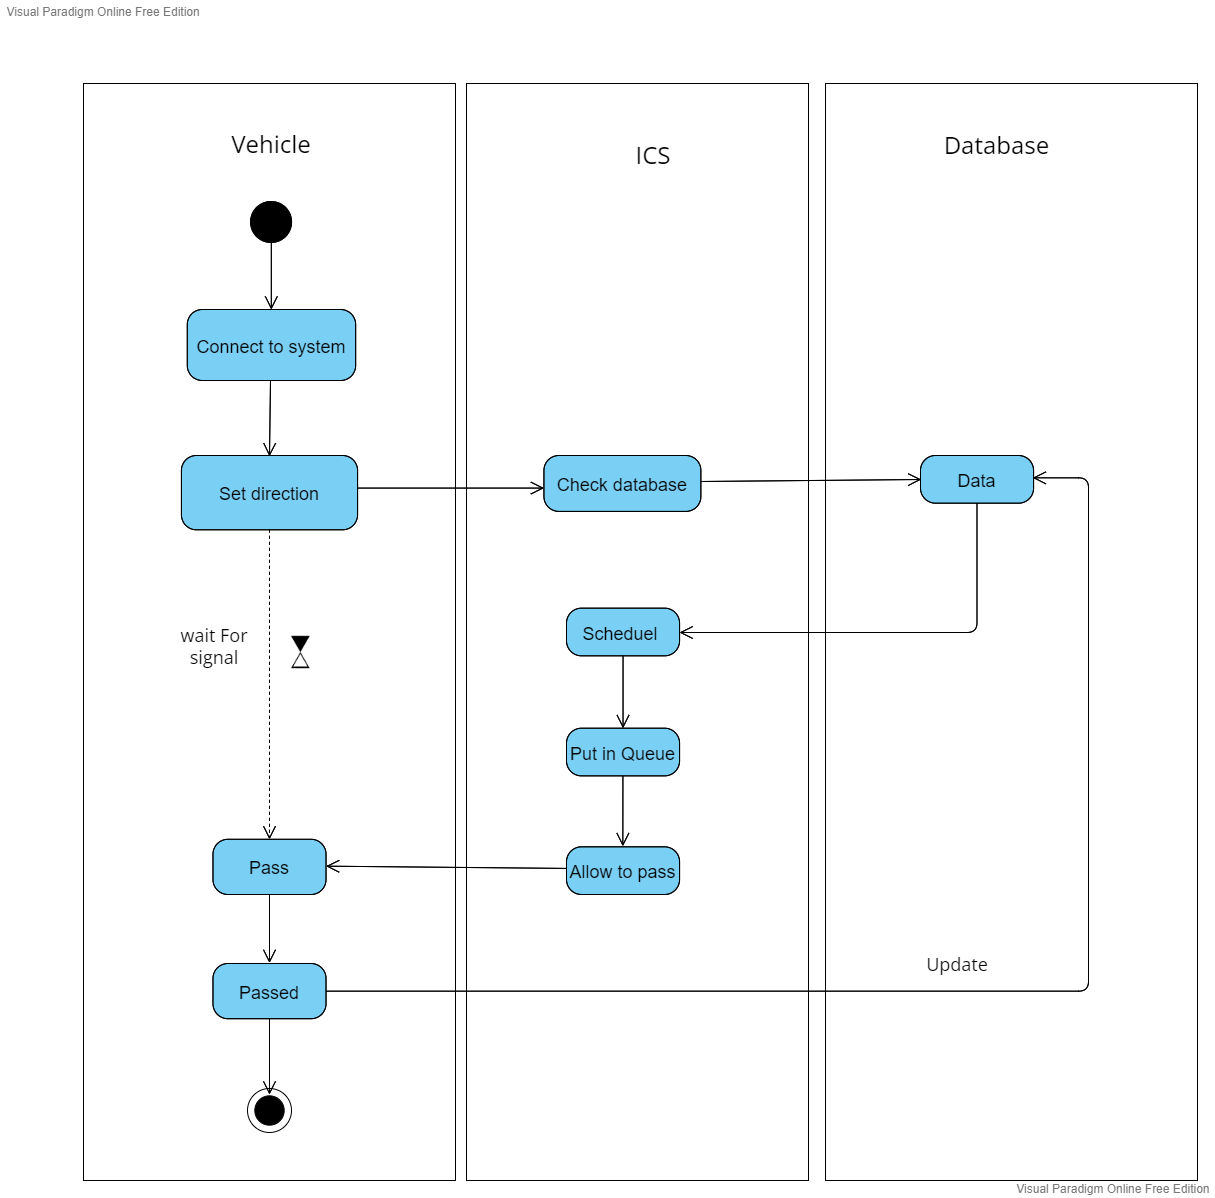 Visual Paradigm Online Free Edition
Vehicle
ICS
Database
Connect to system
Set direction
Check database
Data
wait For
signal
Scheduel
Put in Queue
Pass
Allow to pass
Update
Passed
Visual Paradigm Online Free Edition